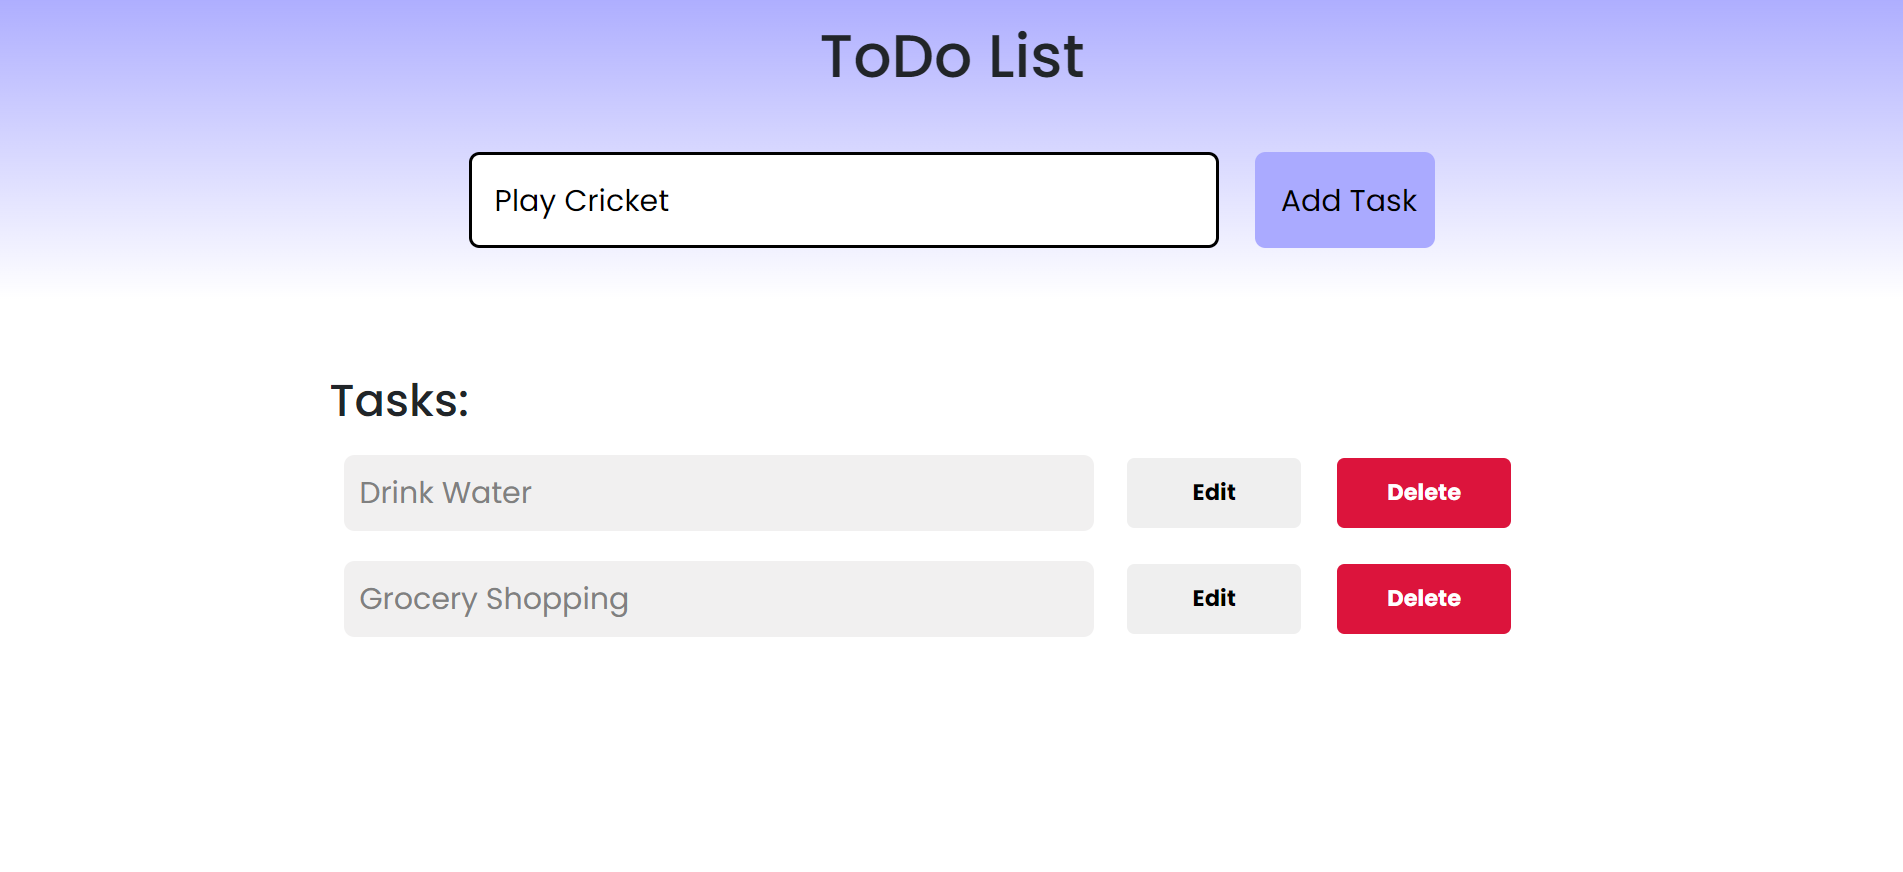 ToDo List
Play Cricket
Add Task
Tasks:
Drink Water
Edit
Delete
Grocery Shopping
Edit
Delete